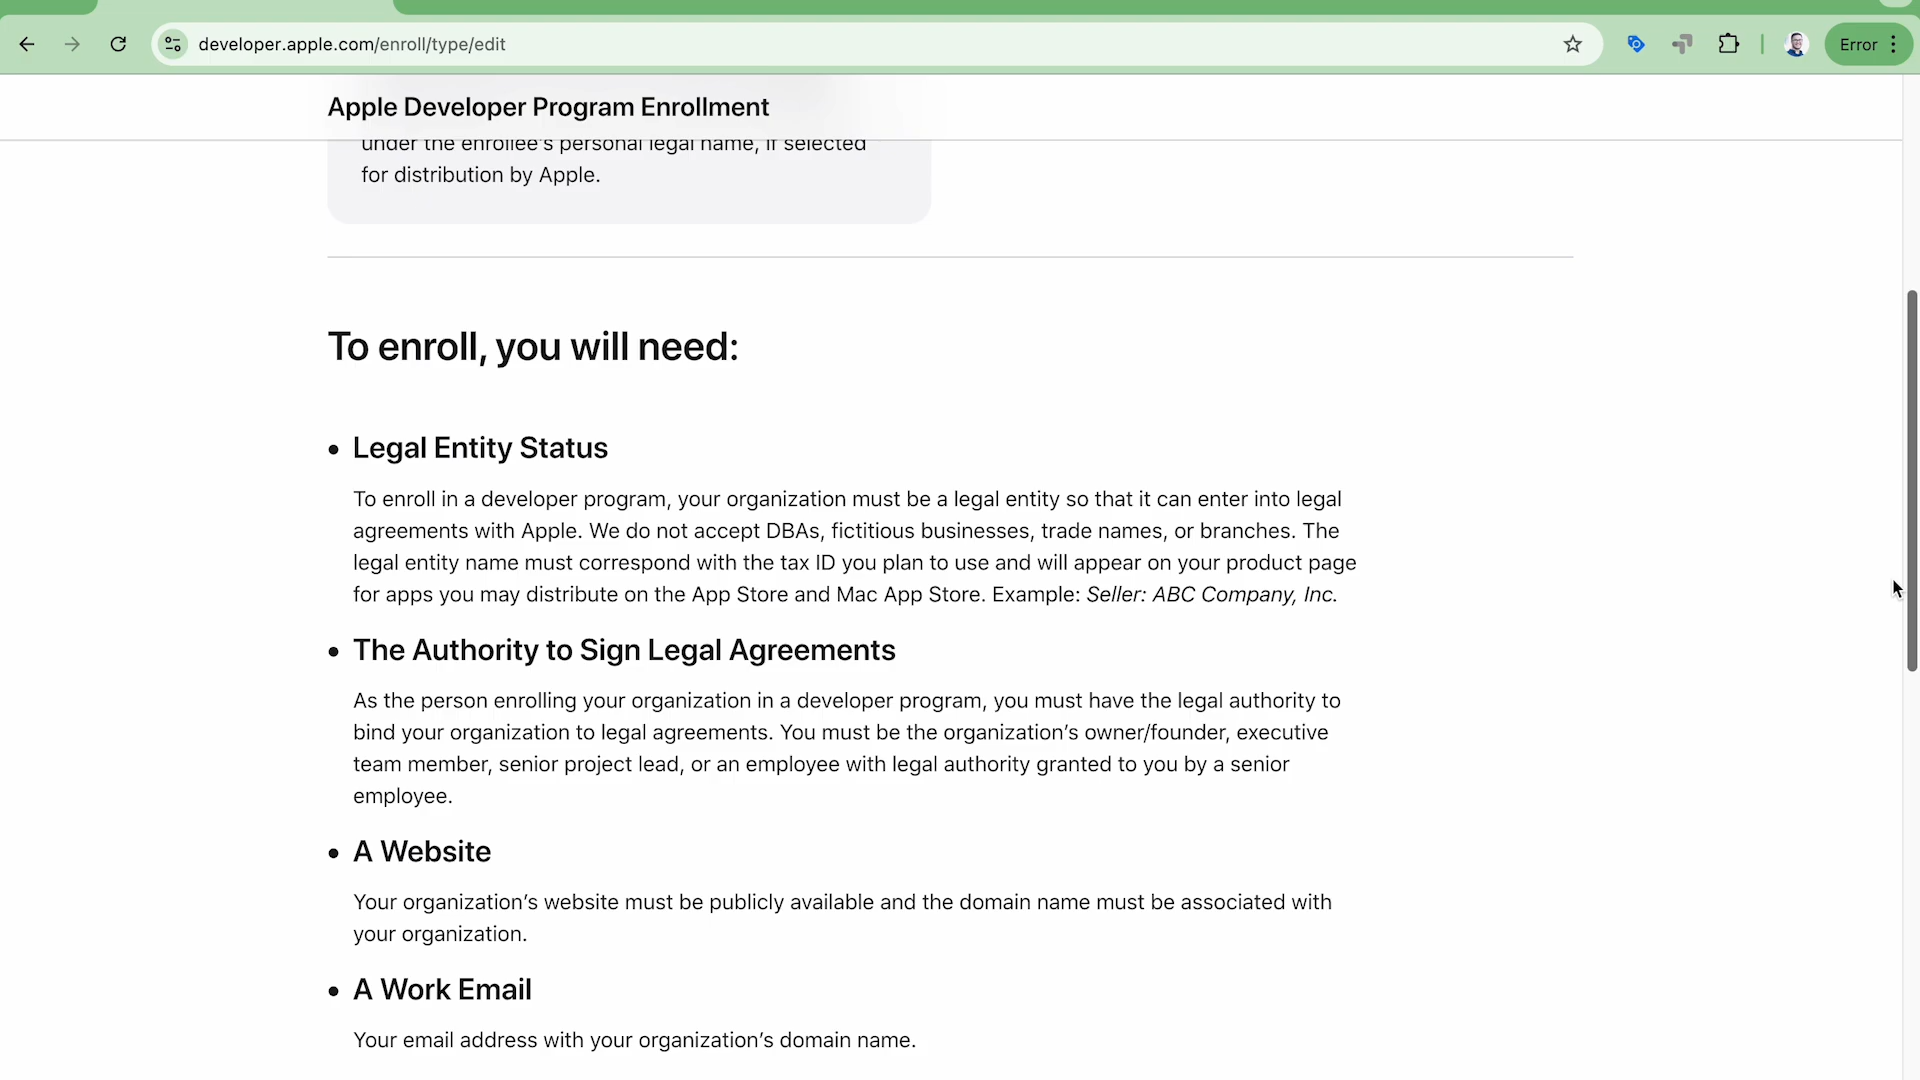 developer.apple.com/enroll/type/edit
Error
Apple Developer Program Enrollment
under the enrollee's personal legal name, if selected
for distribution by Apple.
To enroll, you will need:
• Legal Entity Status
To enroll in a developer program, your organization must be a legal entity so that it can enter into legal
agreements with Apple. We do not accept DBAs, fictitious businesses, trade names, or branches. The
legal entity name must correspond with the tax ID you plan to use and will appear on your product page
for apps you may distribute on the App Store and Mac App Store. Example: Seller: ABC Company, Inc.
• The Authority to Sign Legal Agreements
As the person enrolling your organization in a developer program, you must have the legal authority to
bind your organization to legal agreements. You must be the organization’s owner/founder, executive
team member, senior project lead, or an employee with legal authority granted to you by a senior
employee.
• A Website
Your organization’s website must be publicly available and the domain name must be associated with
your organization.
• A Work Email
Your email address with your organization’s domain name.